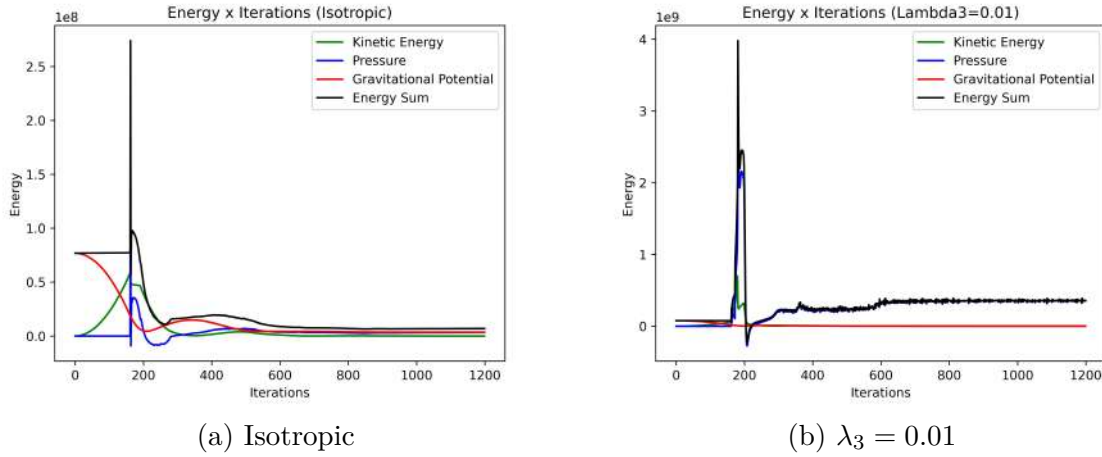 Energy x Iterations (Isotropic)
1e8
Kinetic Energy
Pressure
Gravitational Potential
Energy Sum
2.5
2.0
1.5
1.0
0.5
0.0
Energy
0 200 400 600 800 1000 1200
Iterations
(a) Isotropic
Energy x Iterations (Lambda3=0.01)
1e9
Kinetic Energy
Pressure
Gravitational Potential
Energy Sum
4
3
2
1
0
Energy
0 200 400 600 800 1000 1200
Iterations
(b) λ₃ = 0.01